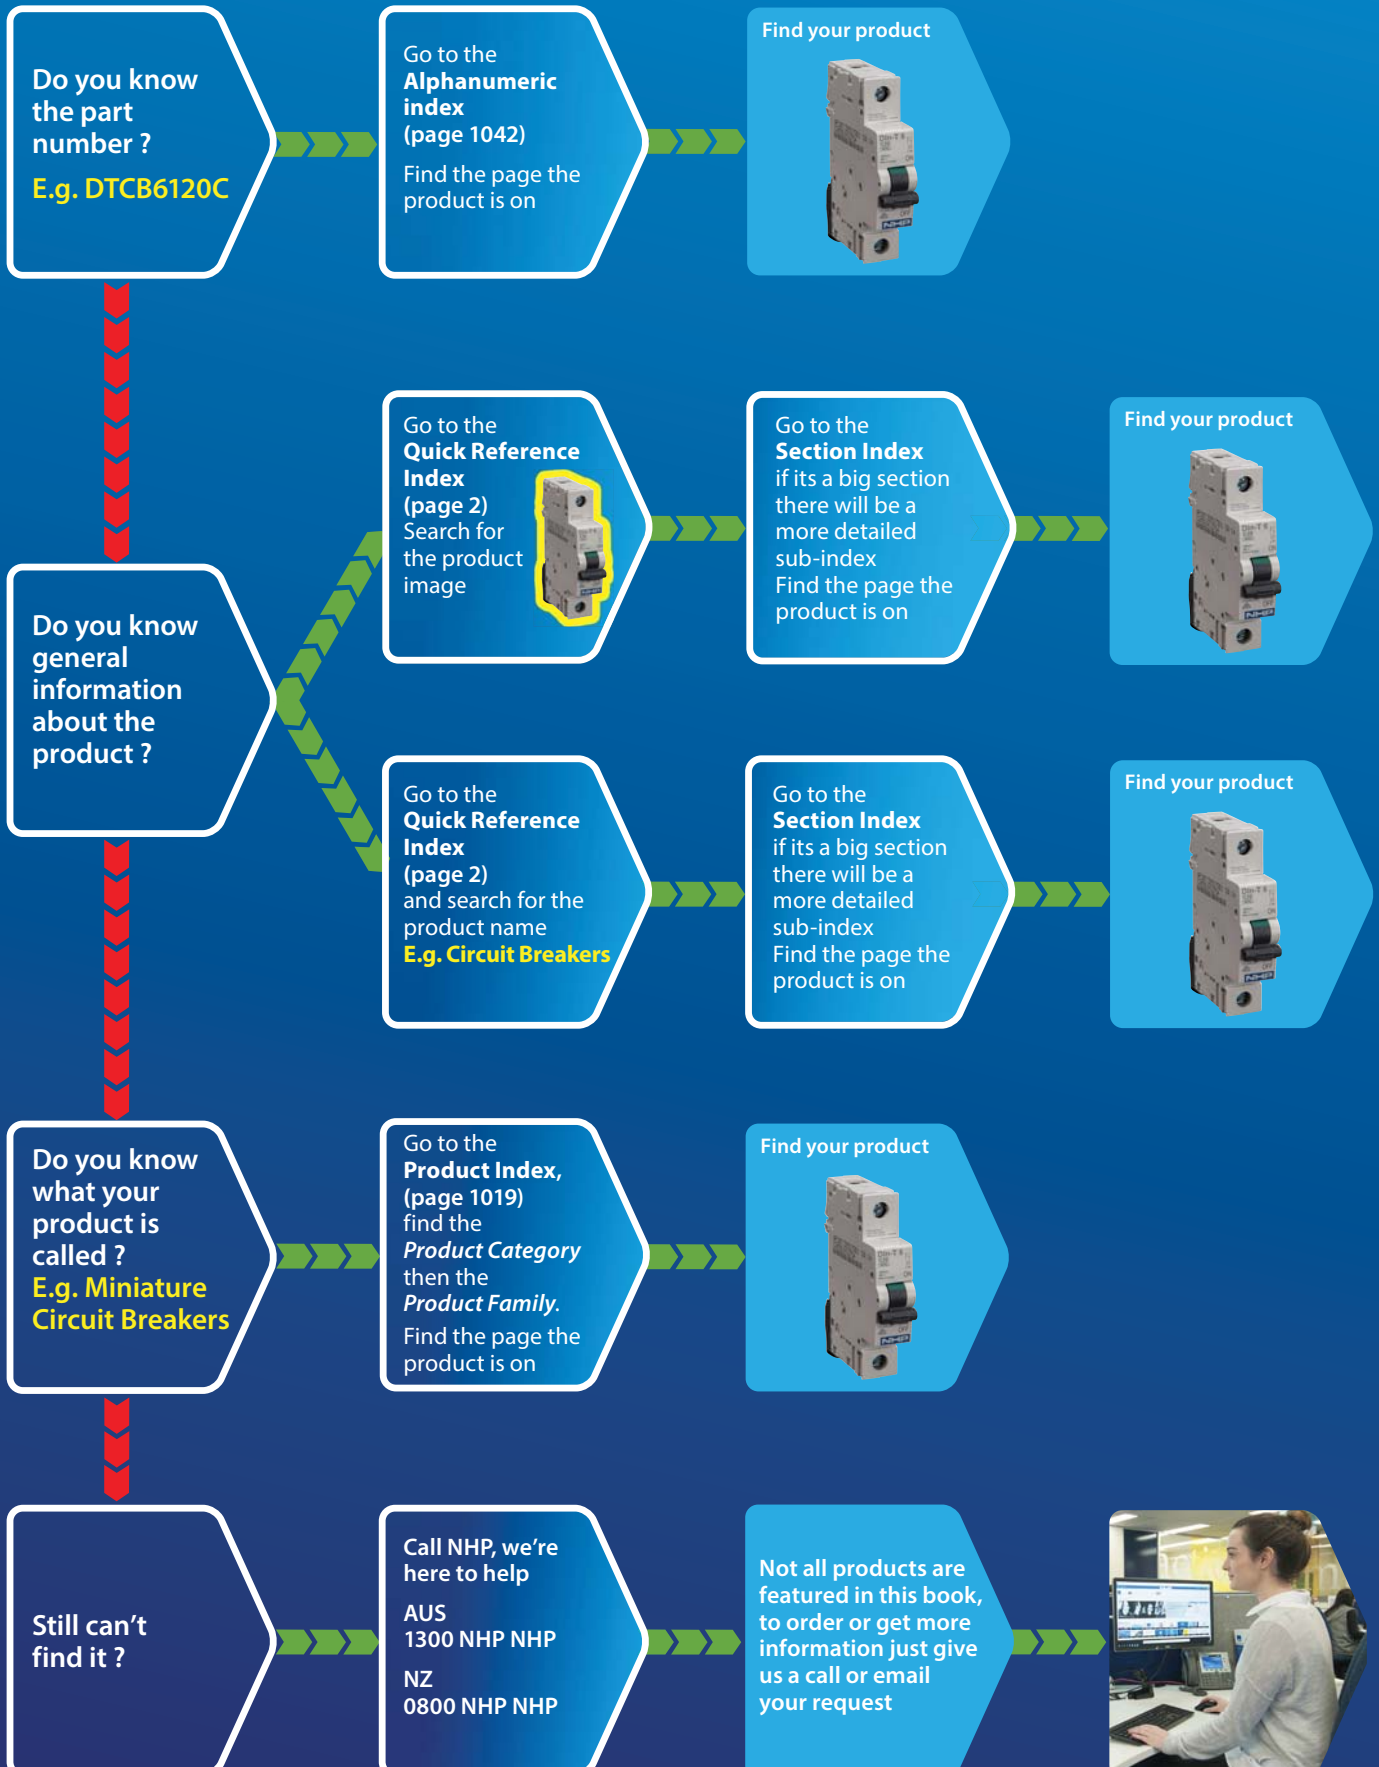 Do you know
the part
number ?
E.g. DTCB6120C
Go to the
Alphanumeric
index
(page 1042)
Find the page the
product is on
Find your product
NHP
Do you know
general
information
about the
product ?
Go to the
Quick Reference
Index
(page 2)
Search for
the product
image
Go to the
Section Index
if its a big section
there will be a
more detailed
sub-index
Find the page the
product is on
Find your product
OFF
NHP
Go to the
Quick Reference
Index
(page 2)
and search for the
product name
E.g. Circuit Breakers
Go to the
Section Index
if its a big section
there will be a
more detailed
sub-index
Find the page the
product is on
Find your product
OFF
NHP
Do you know
what your
product is
called ?
E.g. Miniature
Circuit Breakers
Go to the
Product Index,
(page 1019)
find the
Product Category
then the
Product Family.
Find the page the
product is on
Find your product
OFF
NHP
Still can’t
find it ?
Call NHP, we’re
here to help
AUS
1300 NHP NHP
NZ
0800 NHP NHP
Not all products are
featured in this book,
to order or get more
information just give
us a call or email
your request